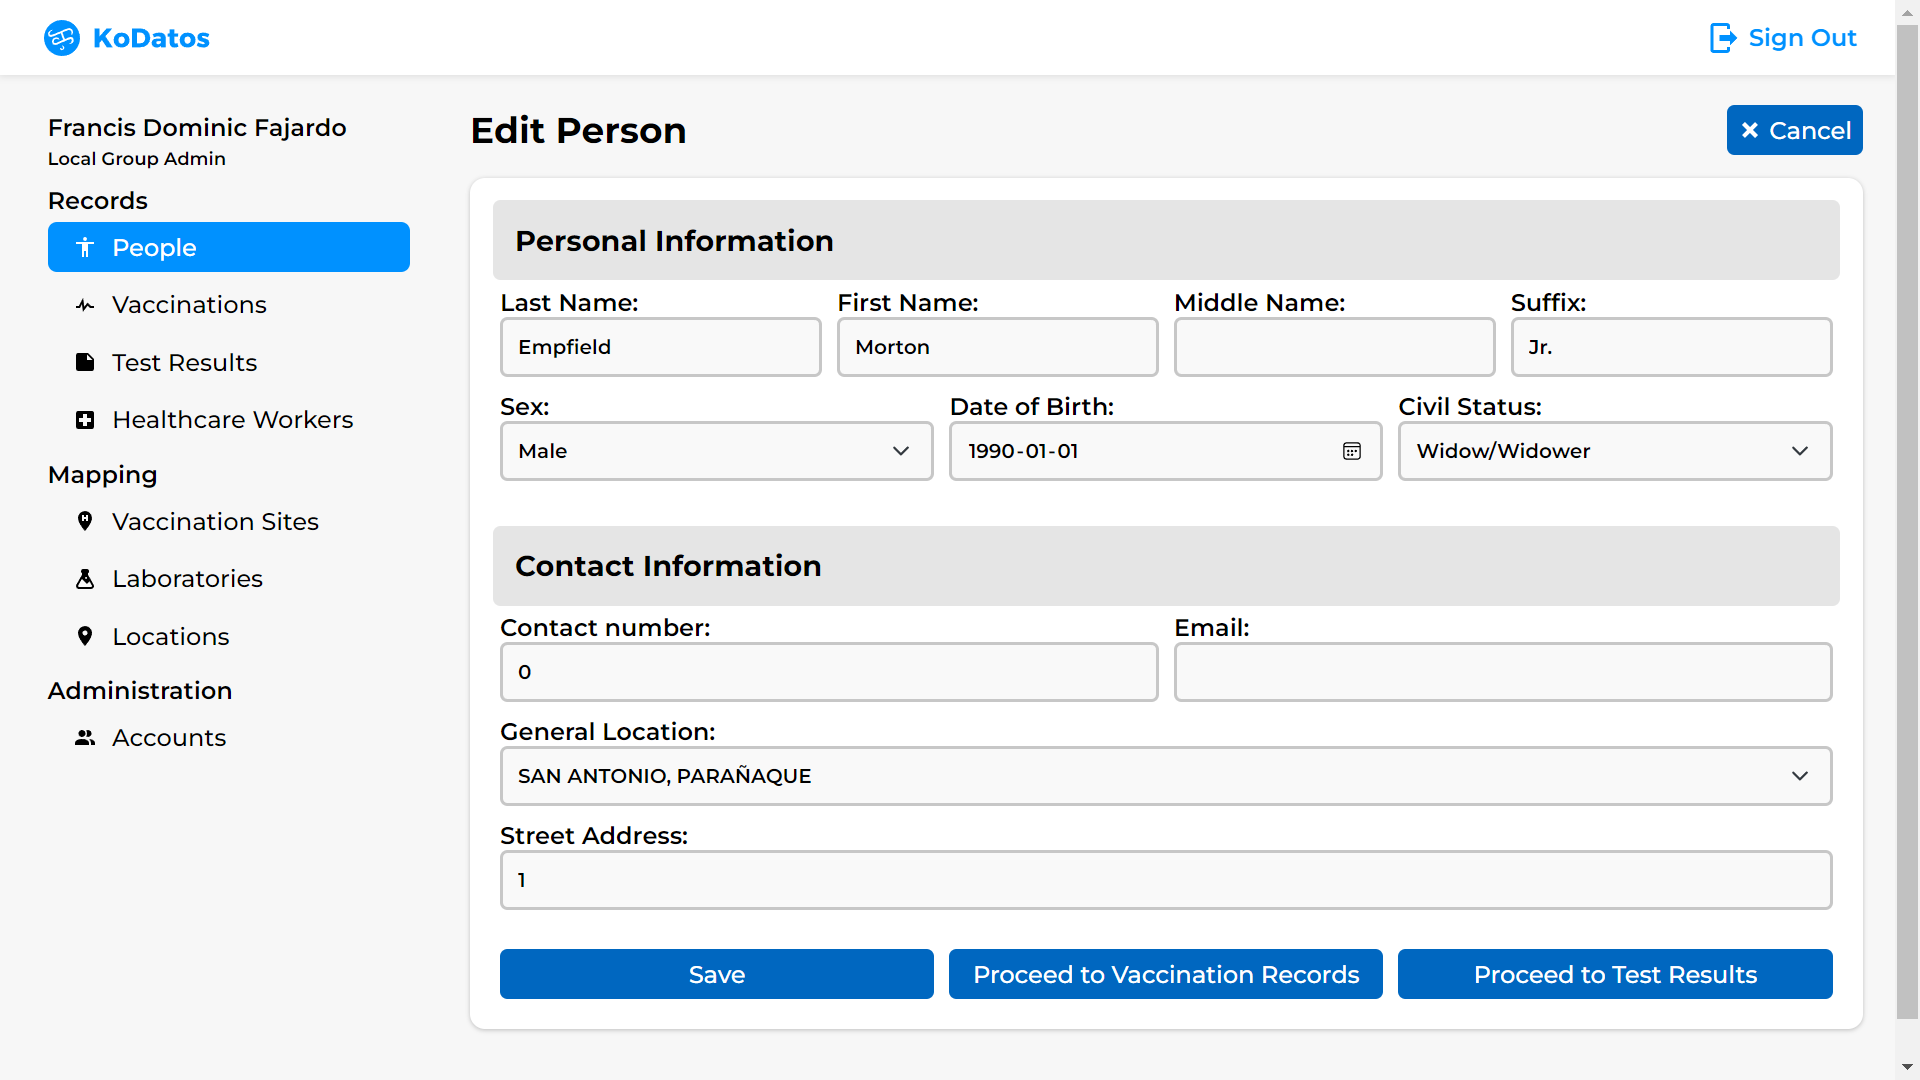 KoDatos
Sign Out
Francis Dominic Fajardo
Local Group Admin
Records
People
Vaccinations
Test Results
Healthcare Workers
Mapping
Vaccination Sites
Laboratories
Locations
Administration
Accounts
Edit Person
Cancel
Personal Information
Last Name: First Name: Middle Name: Suffix:
Empfield Morton Jr.
Sex: Date of Birth: Civil Status:
Male 1990-01-01 Widow/Widower
Contact Information
Contact number: Email:
0
General Location:
SAN ANTONIO, PARAÑAQUE
Street Address:
1
Save Proceed to Vaccination Records Proceed to Test Results